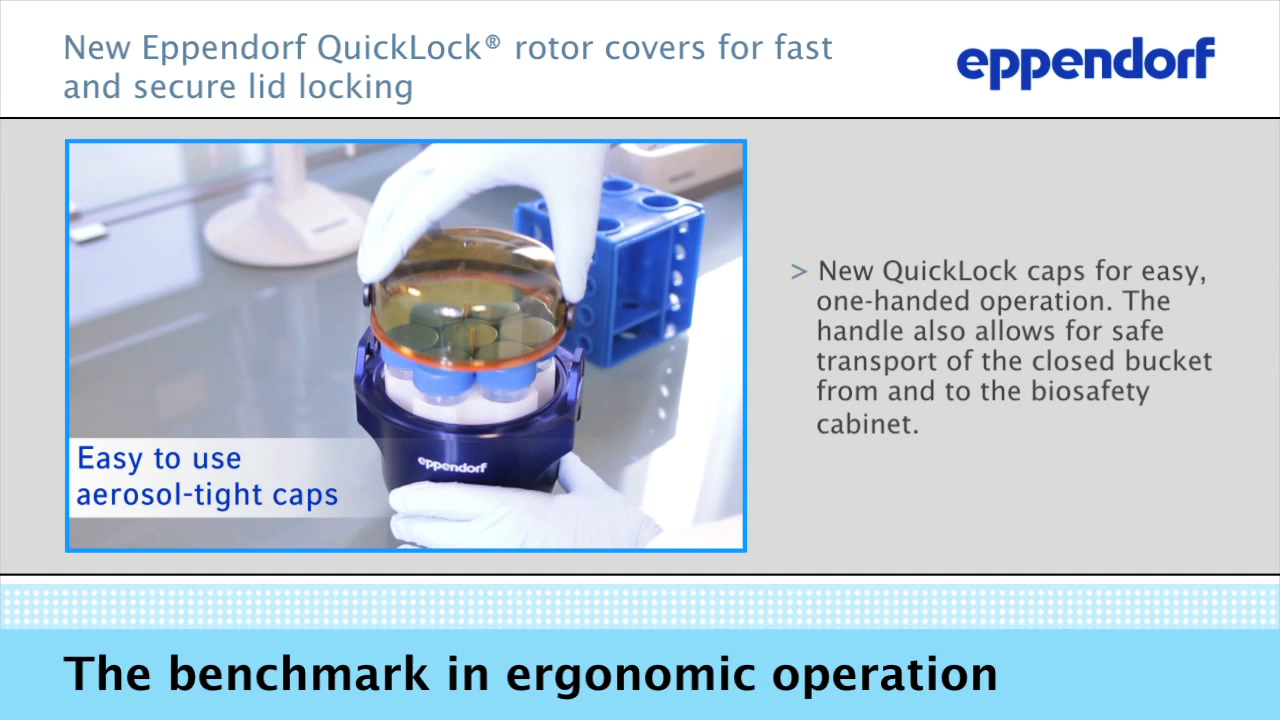 New Eppendorf QuickLock® rotor covers for fast
and secure lid locking
eppendorf
> New QuickLock caps for easy,
one-handed operation. The
handle also allows for safe
transport of the closed bucket
from and to the biosafety
cabinet.
eppendorf
Easy to use
aerosol-tight caps
The benchmark in ergonomic operation